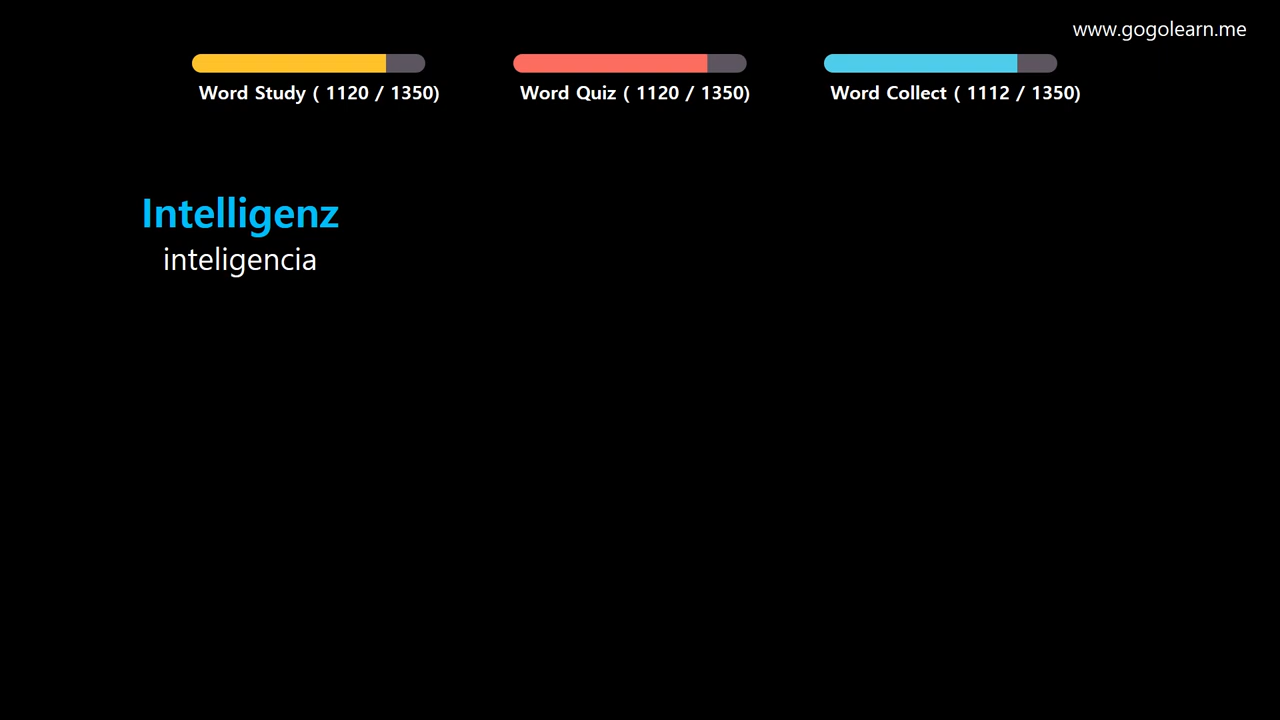 www.gogolearn.me
Word Study ( 1120 / 1350)
Word Quiz ( 1120 / 1350)
Word Collect ( 1112 / 1350)
Intelligenz
inteligencia